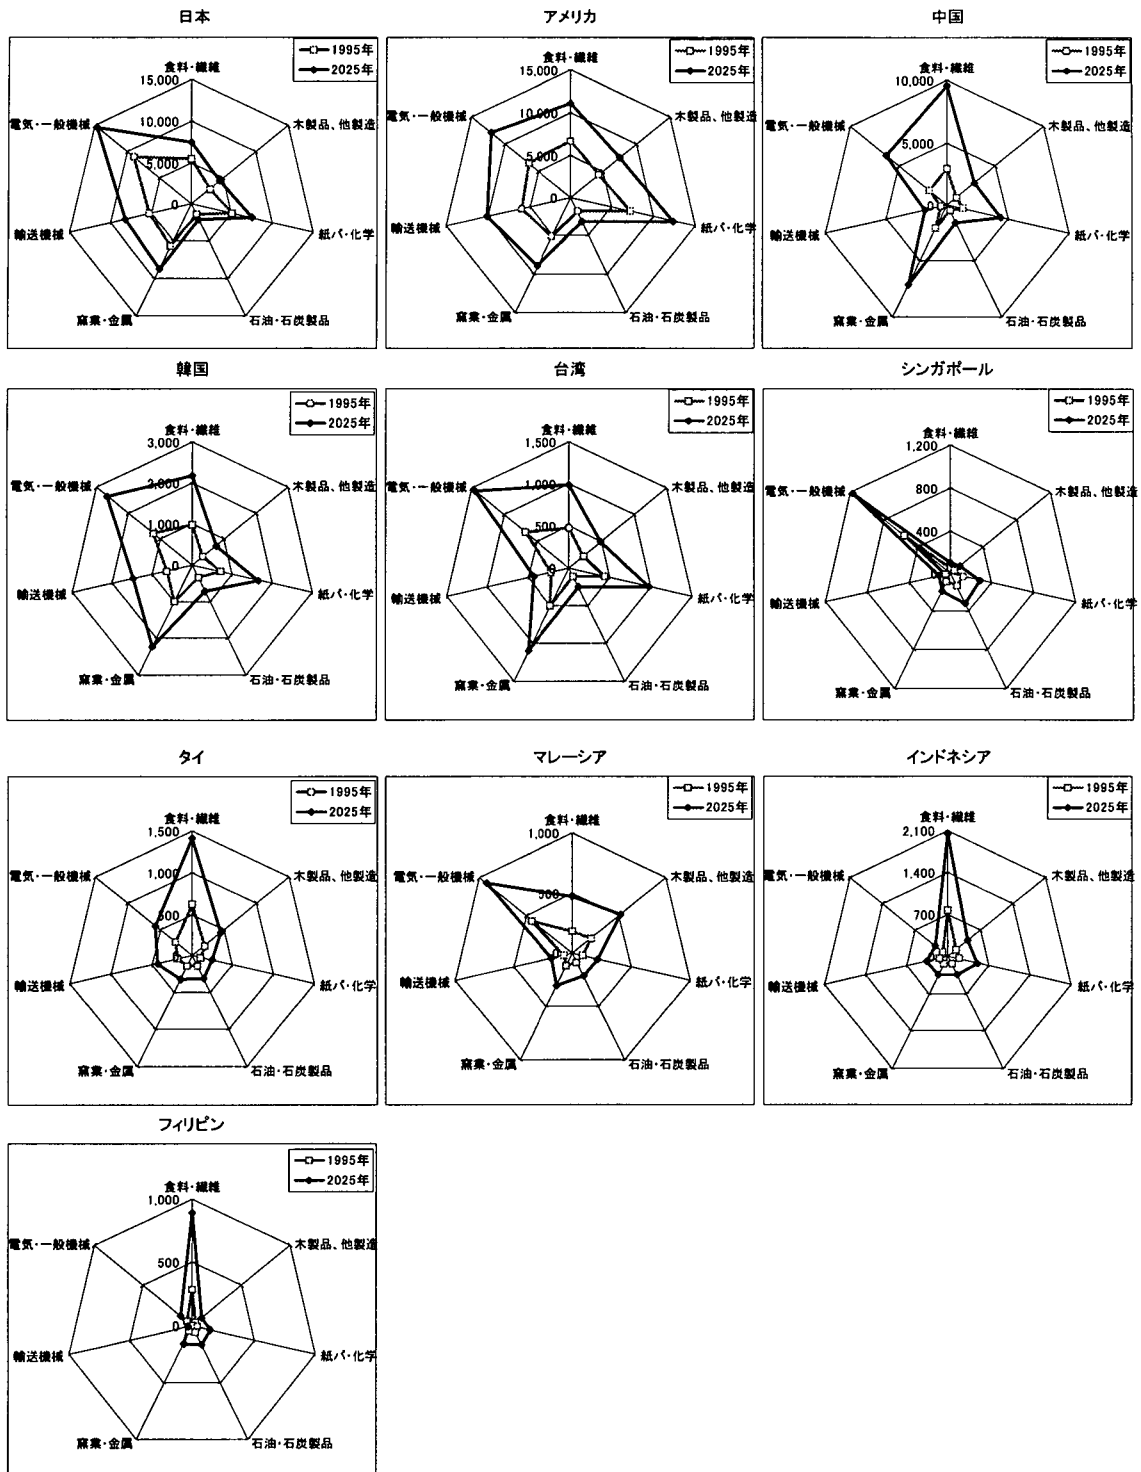 日本
1995年
2025年
食料・繊維
15,000
10,000
5,000
0
電気・一般機械
木製品、他製造
輸送機械
紙パ・化学
窯業・金属
石油・石炭製品
アメリカ
1995年
2025年
食料・繊維
15,000
10,000
5,000
0
電気・一般機械
木製品、他製造
輸送機械
紙パ・化学
窯業・金属
石油・石炭製品
中国
1995年
2025年
食料・繊維
10,000
5,000
0
電気・一般機械
木製品、他製造
輸送機械
紙パ・化学
窯業・金属
石油・石炭製品
韓国
1995年
2025年
食料・繊維
3,000
2,000
1,000
0
電気・一般機械
木製品、他製造
輸送機械
紙パ・化学
窯業・金属
石油・石炭製品
台湾
1995年
2025年
食料・繊維
1,500
1,000
500
0
電気・一般機械
木製品、他製造
輸送機械
紙パ・化学
窯業・金属
石油・石炭製品
シンガポール
1995年
2025年
食料・繊維
1,200
800
400
0
電気・一般機械
木製品、他製造
輸送機械
紙パ・化学
窯業・金属
石油・石炭製品
タイ
1995年
2025年
食料・繊維
1,500
1,000
500
電気・一般機械
木製品、他製造
輸送機械
紙パ・化学
窯業・金属
石油・石炭製品
マレーシア
1995年
2025年
食料・繊維
1,000
500
0
電気・一般機械
木製品、他製造
輸送機械
紙パ・化学
窯業・金属
石油・石炭製品
インドネシア
1995年
2025年
食料・繊維
2,100
1,400
700
電気・一般機械
木製品、他製造
輸送機械
紙パ・化学
窯業・金属
石油・石炭製品
フィリピン
1995年
2025年
食料・繊維
1,000
500
0
電気・一般機械
木製品、他製造
輸送機械
紙パ・化学
窯業・金属
石油・石炭製品